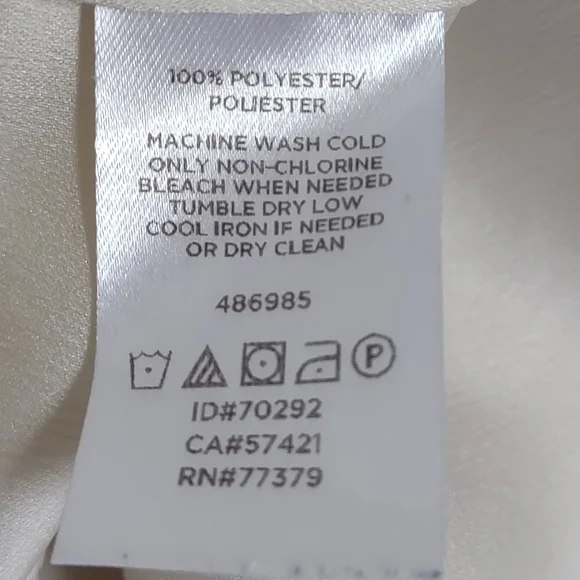 100% POLYESTER/
POLIÉSTER
MACHINE WASH COLD
ONLY NON-CHLORINE
BLEACH WHEN NEEDED
TUMBLE DRY LOW
COOL IRON IF NEEDED
OR DRY CLEAN
486985
P
ID#70292
CA#57421
RN#77379